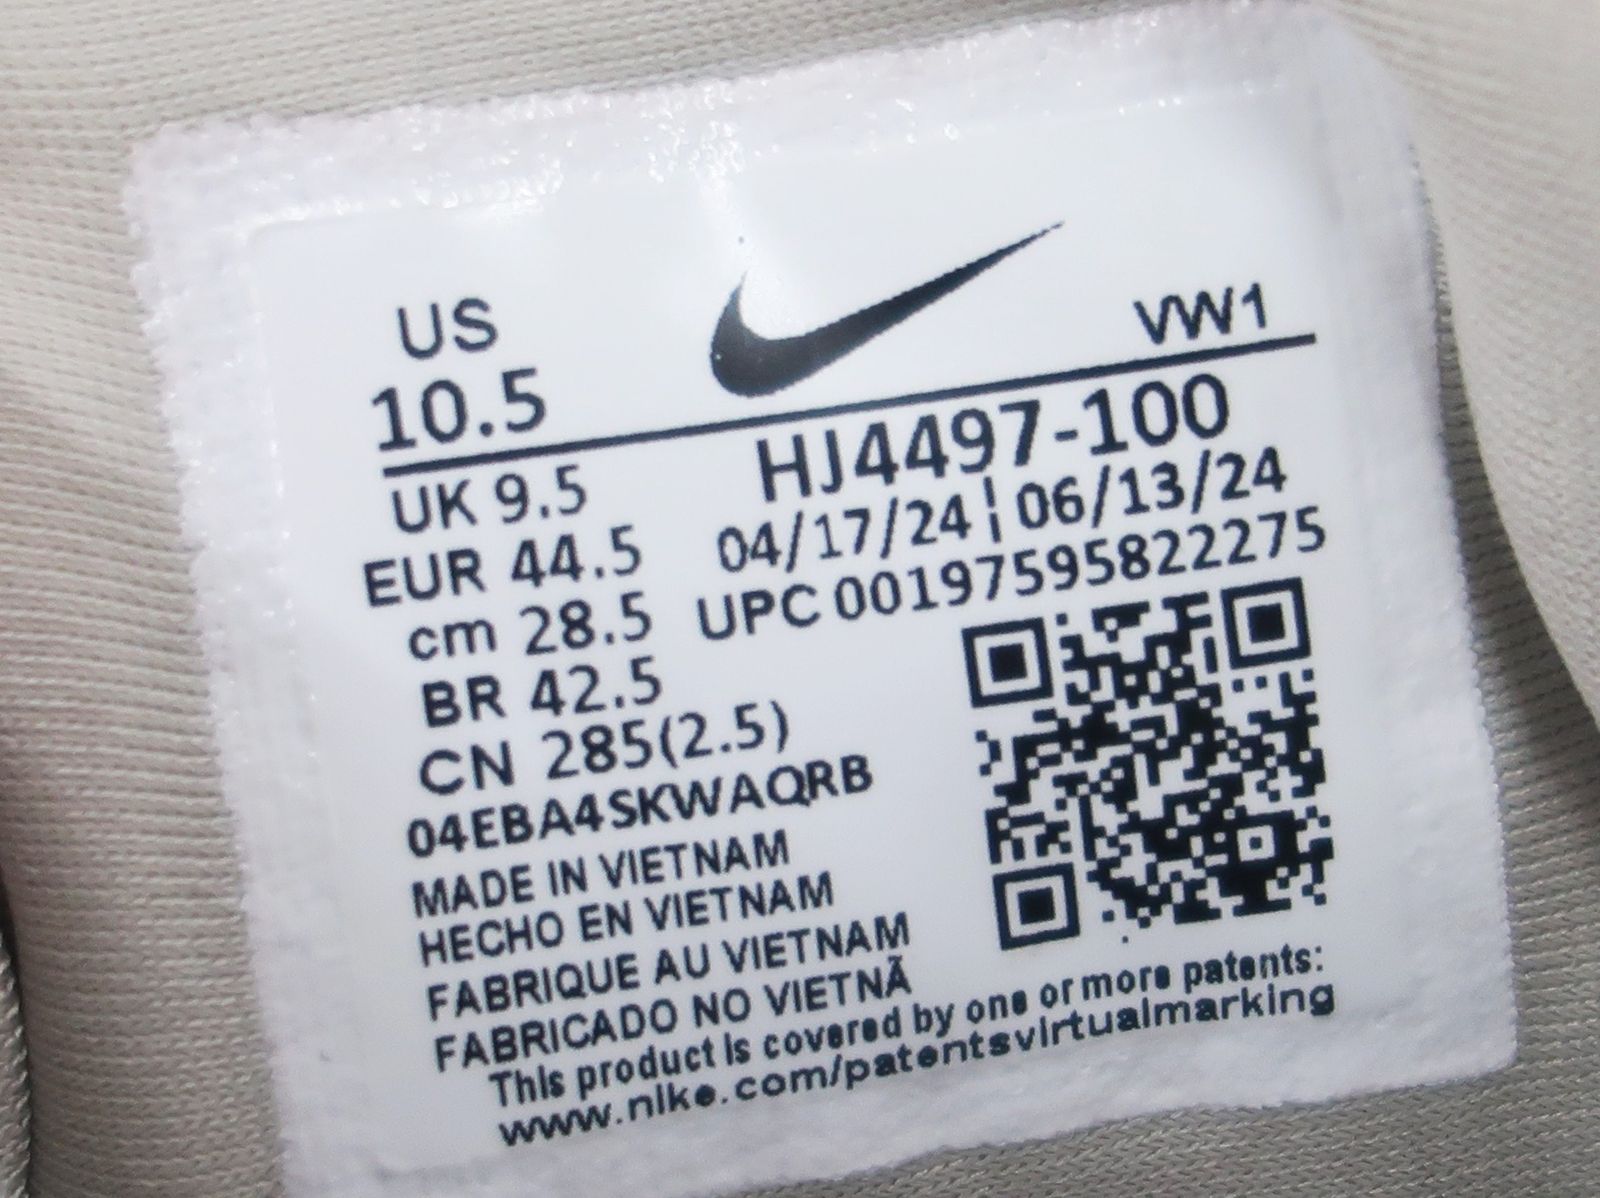 US
10.5
VW1
UK 9.5
HJ4497-100
EUR 44.5
04/17/24 ¦ 06/13/24
cm 28.5
UPC 00197595822275
BR 42.5
CN 285(2.5)
04EBA4SKWAQRB
MADE IN VIETNAM
HECHO EN VIETNAM
FABRIQUE AU VIETNAM
FABRICADO NO VIETNÃ
This product is covered by one or more patents:
www.nike.com/patentsvirtualmarking